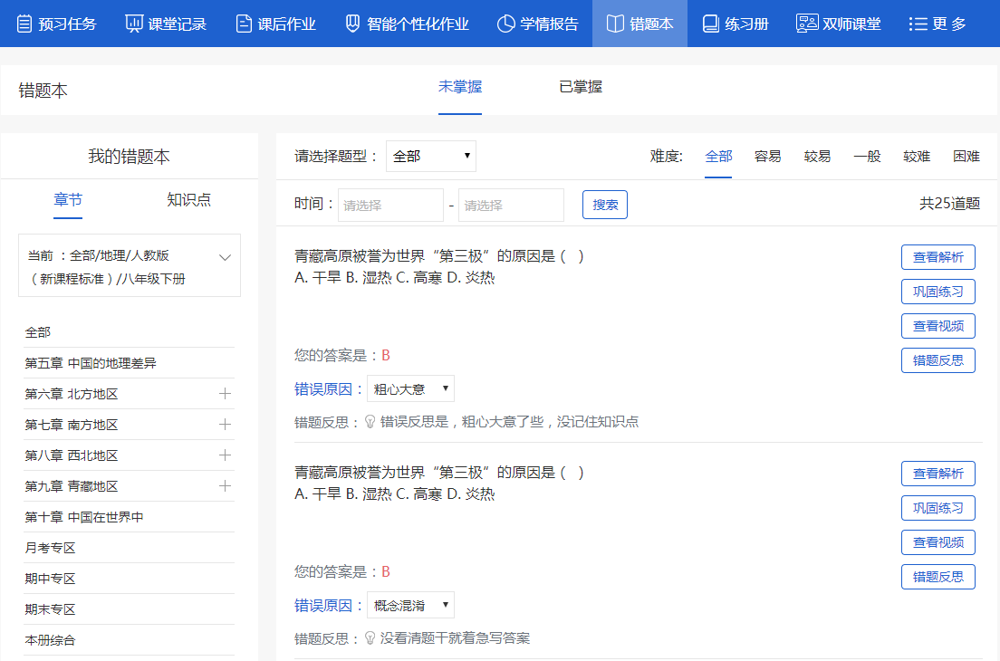 预习任务 课堂记录 课后作业 智能个性化作业 学情报告 错题本 练习册 双师课堂 更 多
错题本 未掌握 已掌握
我的错题本
章节 知识点
当前 ：全部/地理/人教版
（新课程标准）/八年级下册
全部
第五章 中国的地理差异
第六章 北方地区
第七章 南方地区
第八章 西北地区
第九章 青藏地区
第十章 中国在世界中
月考专区
期中专区
期末专区
本册综合
请选择题型： 全部 难度: 全部 容易 较易 一般 较难 困难
时间： 请选择 - 请选择 搜索 共25道题
青藏高原被誉为世界“第三极”的原因是（ ）
A. 干旱 B. 湿热 C. 高寒 D. 炎热
您的答案是：B
错误原因： 粗心大意
错题反思： 错误反思是，粗心大意了些，没记住知识点
查看解析
巩固练习
查看视频
错题反思
青藏高原被誉为世界“第三极”的原因是（ ）
A. 干旱 B. 湿热 C. 高寒 D. 炎热
您的答案是：B
错误原因： 概念混淆
错题反思： 没看清题干就着急写答案
查看解析
巩固练习
查看视频
错题反思